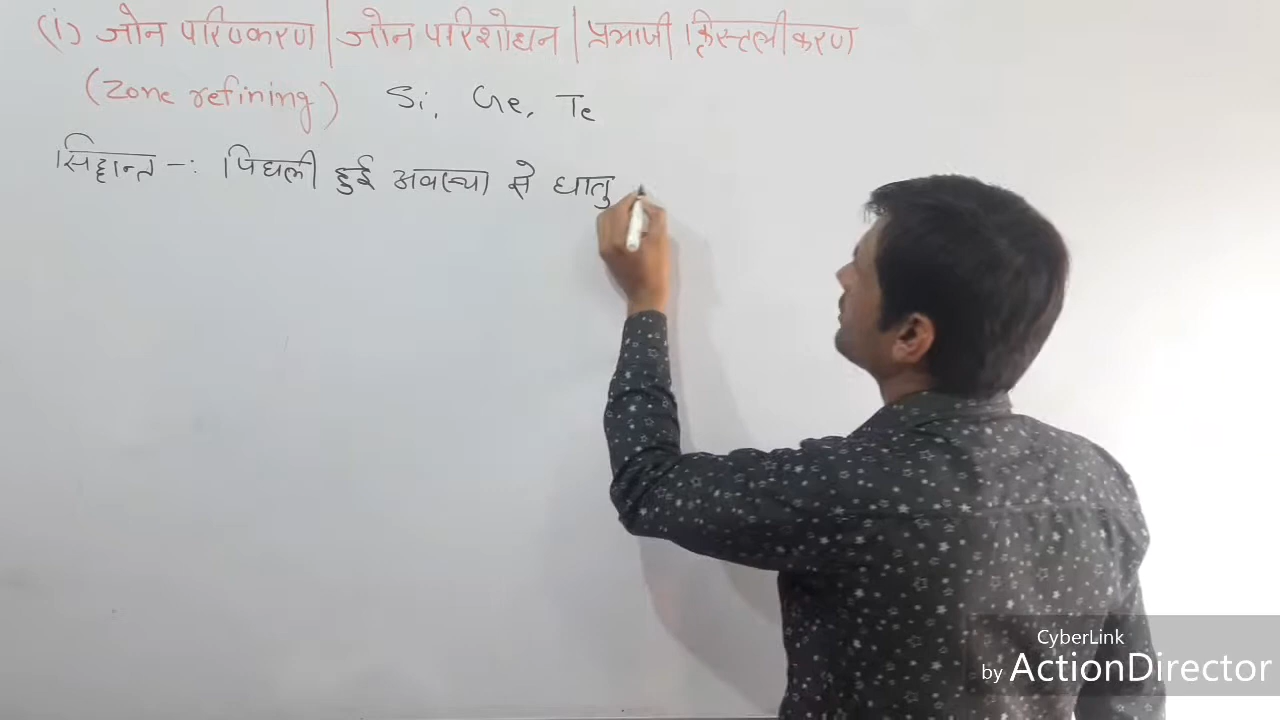 (i) जोन परिष्करण | जोन परिशोधन | प्रभाजी क्रिस्टलीकरण
(Zone refining) Si, Ge, Te
सिद्दान्त -: पिघली हुई अवस्था से धातु
CyberLink
by ActionDirector